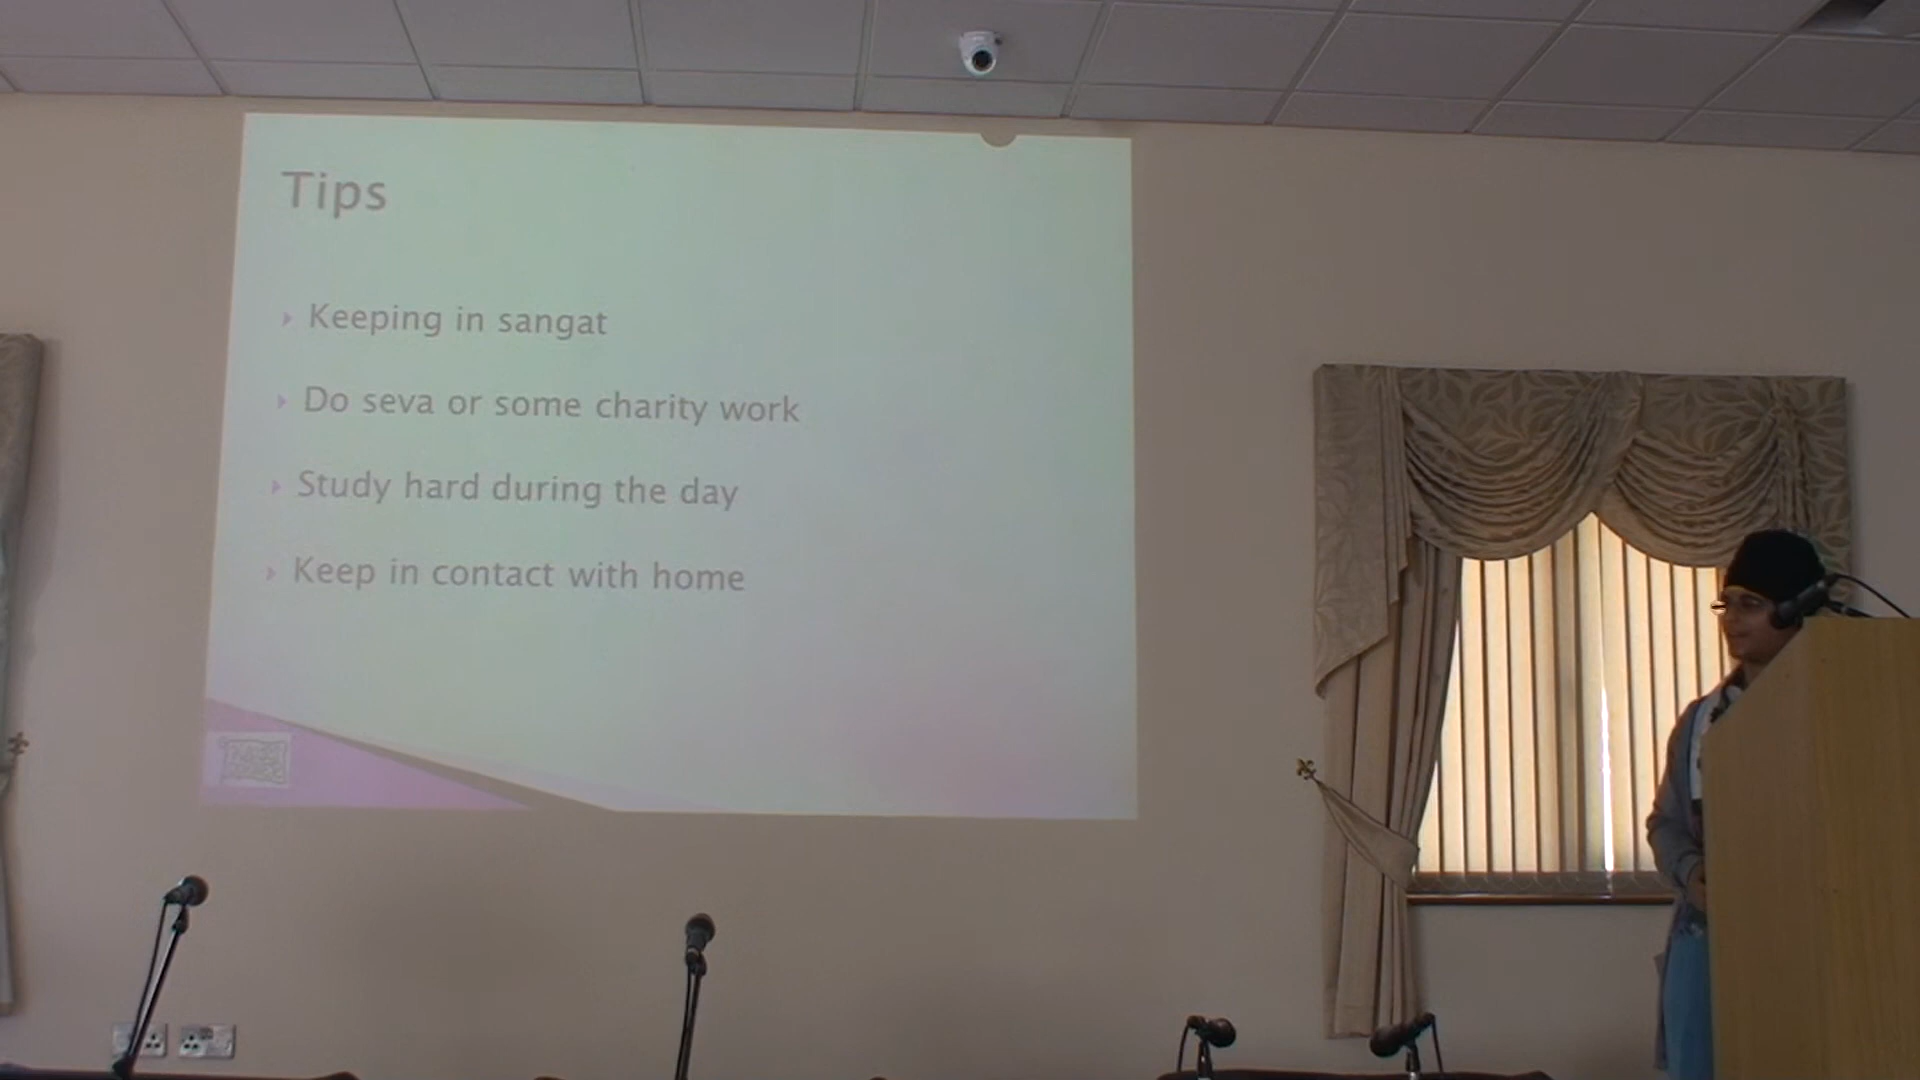 Tips
Keeping in sangat
Do seva or some charity work
Study hard during the day
Keep in contact with home